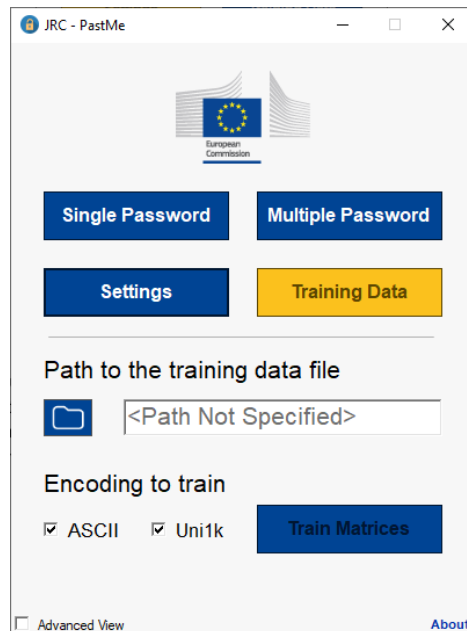 JRC - PastMe
European
Commission
Single Password
Multiple Password
Settings
Training Data
Path to the training data file
<Path Not Specified>
Encoding to train
ASCII
Uni1k
Train Matrices
Advanced View
About